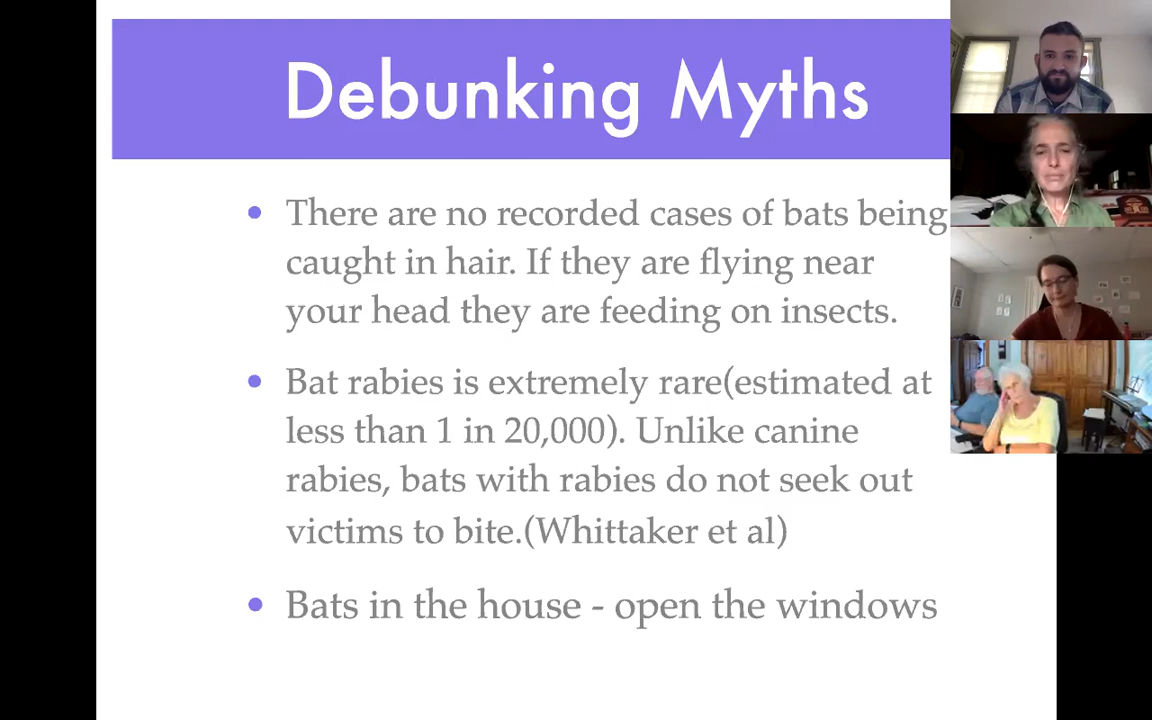 Debunking Myths
• There are no recorded cases of bats being
caught in hair. If they are flying near
your head they are feeding on insects.
• Bat rabies is extremely rare(estimated at
less than 1 in 20,000). Unlike canine
rabies, bats with rabies do not seek out
victims to bite.(Whittaker et al)
• Bats in the house - open the windows